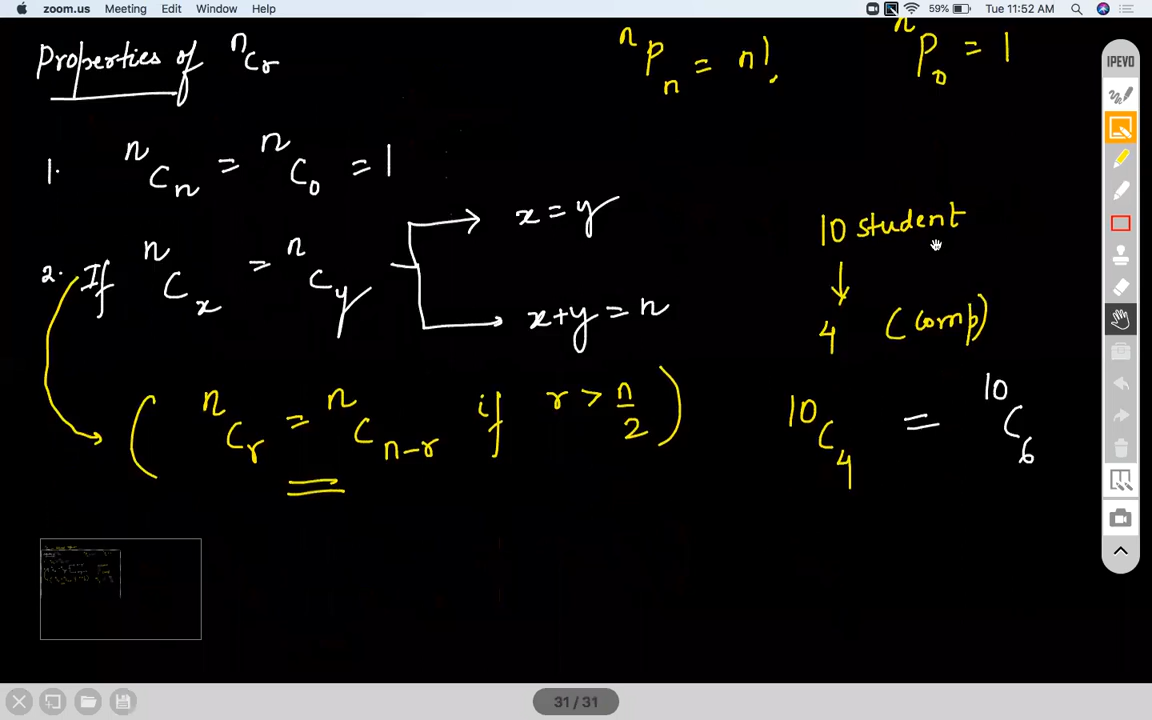 zoom.us Meeting Edit Window Help 59% Tue 11:52 AM
Properties of ⁿCᵣ
ⁿPₙ = n!
ⁿP₀ = 1
IPEVO
1. ⁿCₙ = ⁿC₀ = 1
2. If ⁿCₓ = ⁿC_y
x = y
x+y = n
10 student
4 (comp)
(ⁿCᵣ = ⁿCₙ₋ᵣ if r > n/2)
¹⁰C₄ = ¹⁰C₆
31 / 31